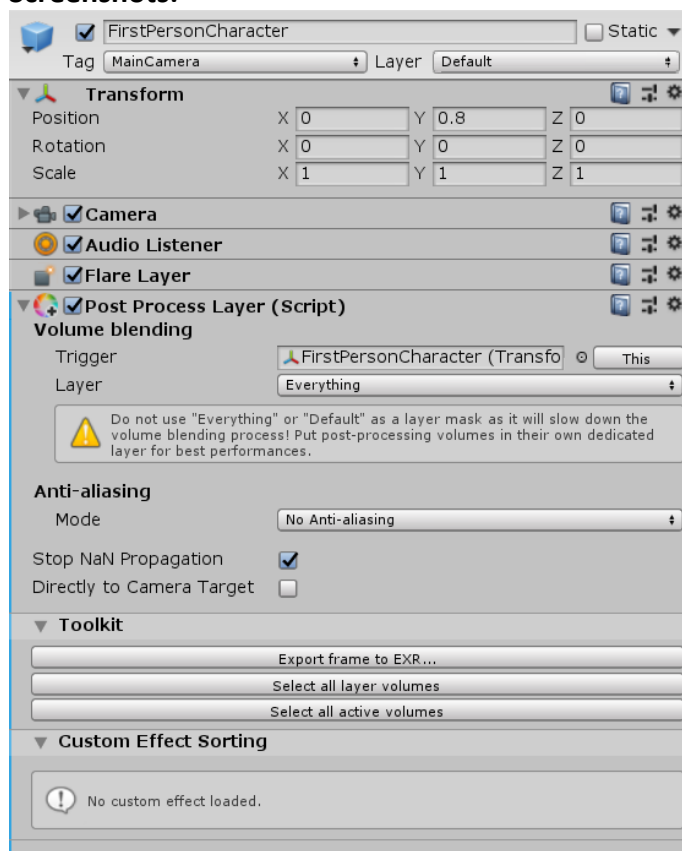 Screenshots:
FirstPersonCharacter Static
Tag MainCamera Layer Default
Transform
Position X 0 Y 0.8 Z 0
Rotation X 0 Y 0 Z 0
Scale X 1 Y 1 Z 1
Camera
Audio Listener
Flare Layer
Post Process Layer (Script)
Volume blending
Trigger FirstPersonCharacter (Transfo This
Layer Everything
Do not use "Everything" or "Default" as a layer mask as it will slow down the
volume blending process! Put post-processing volumes in their own dedicated
layer for best performances.
Anti-aliasing
Mode No Anti-aliasing
Stop NaN Propagation
Directly to Camera Target
Toolkit
Export frame to EXR...
Select all layer volumes
Select all active volumes
Custom Effect Sorting
No custom effect loaded.